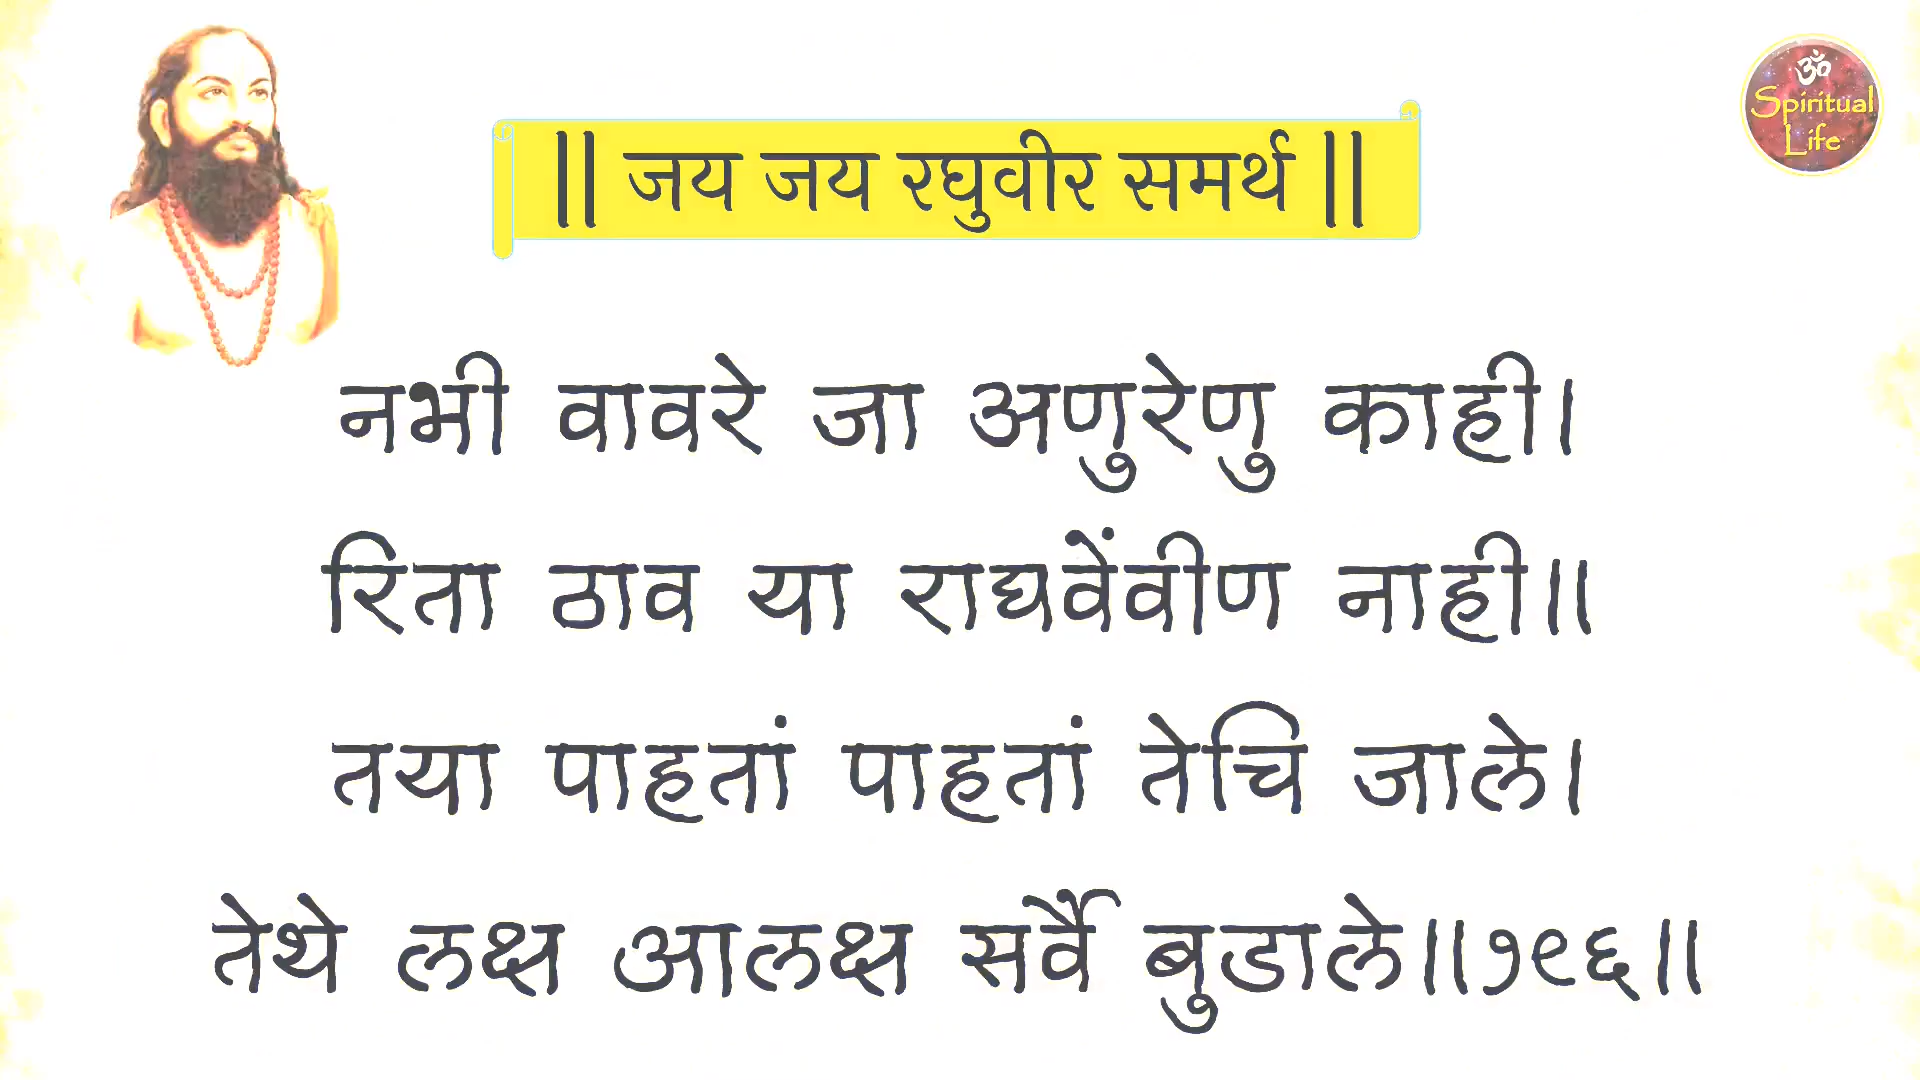 ॐ
Spiritual
Life
|| जय जय रघुवीर समर्थ ||
नभी वावरे जा अणुरेणु काही।
रिता ठाव या राघवेंवीण नाही॥
तया पाहतां पाहतां तेचि जाले।
तेथे लक्ष आलक्ष सर्वै बुडाले॥१९६॥